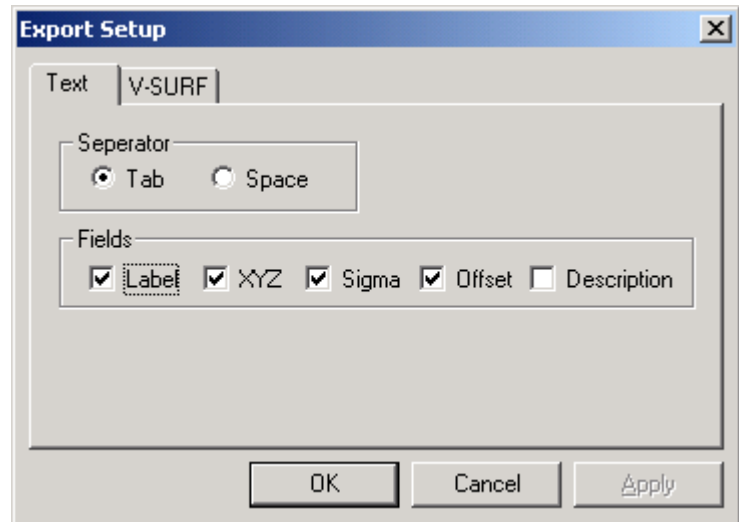 Export Setup
Text V-SURF
Seperator
Tab Space
Fields
Label XYZ Sigma Offset Description
OK Cancel Apply